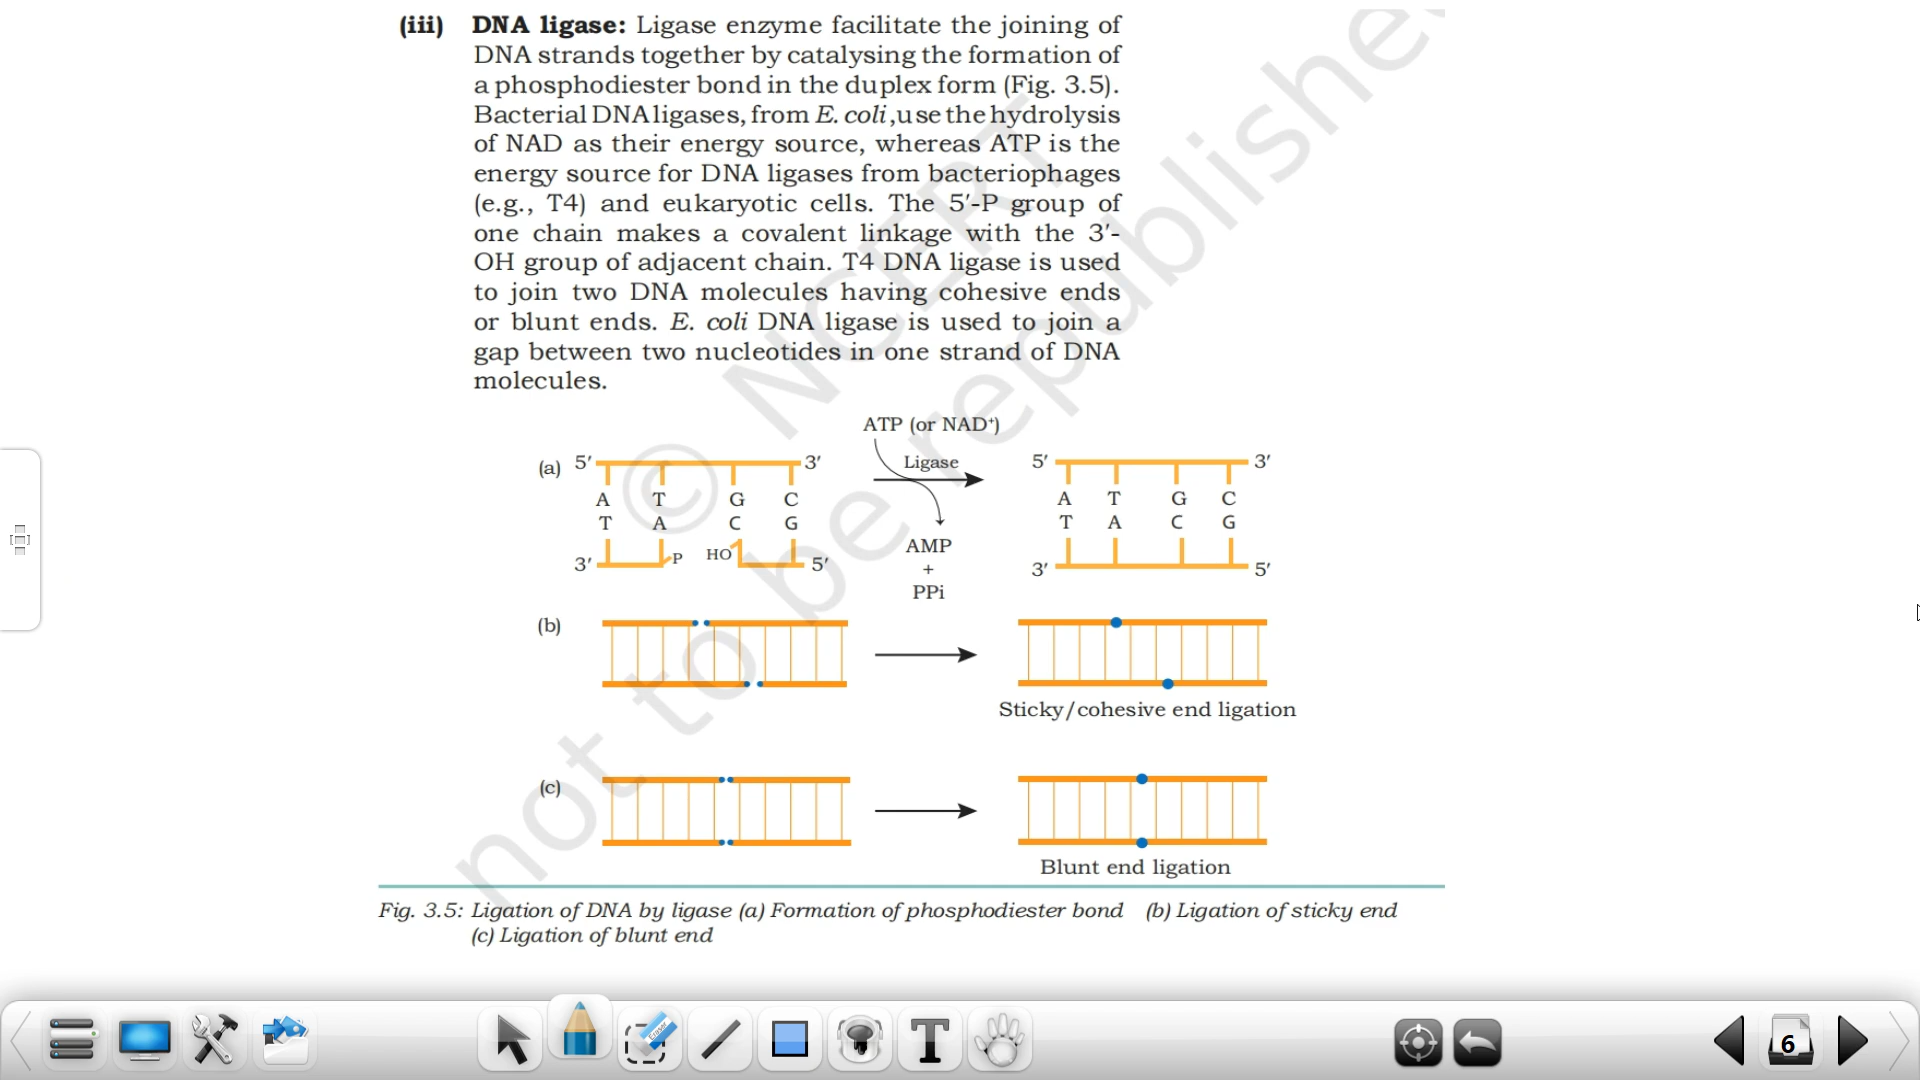 (iii) DNA ligase: Ligase enzyme facilitate the joining of
DNA strands together by catalysing the formation of
a phosphodiester bond in the duplex form (Fig. 3.5).
Bacterial DNA ligases, from E. coli, use the hydrolysis
of NAD as their energy source, whereas ATP is the
energy source for DNA ligases from bacteriophages
(e.g., T4) and eukaryotic cells. The 5′-P group of
one chain makes a covalent linkage with the 3′-
OH group of adjacent chain. T4 DNA ligase is used
to join two DNA molecules having cohesive ends
or blunt ends. E. coli DNA ligase is used to join a
gap between two nucleotides in one strand of DNA
molecules.
© NCERT
not to be republishe
ATP (or NAD⁺)
(a) 5′ 3′ Ligase 5′ 3′
A T G C A T G C
T A C G T A C G
3′ P HO 5′ AMP 3′ 5′
+
PPi
(b)
Sticky/cohesive end ligation
(c)
Blunt end ligation
Fig. 3.5: Ligation of DNA by ligase (a) Formation of phosphodiester bond (b) Ligation of sticky end
(c) Ligation of blunt end
Eraser
T
6